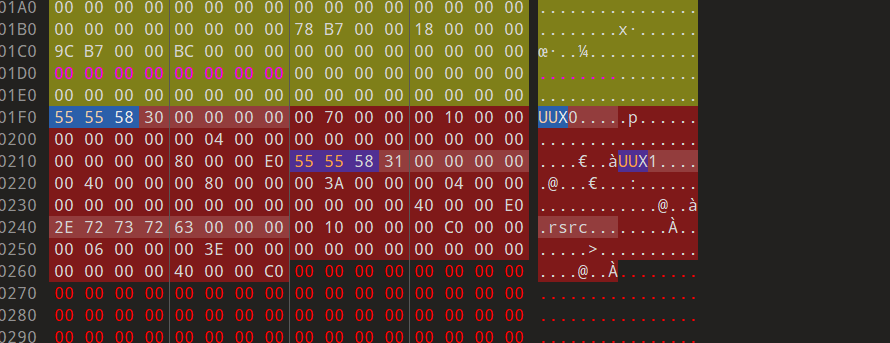 01A0 00 00 00 00 00 00 00 00 00 00 00 00 00 00 00 00 ................
01B0 00 00 00 00 00 00 00 00 78 B7 00 00 18 00 00 00 ........x·......
01C0 9C B7 00 00 BC 00 00 00 00 00 00 00 00 00 00 00 œ·..¼...........
01D0 00 00 00 00 00 00 00 00 00 00 00 00 00 00 00 00 ................
01E0 00 00 00 00 00 00 00 00 00 00 00 00 00 00 00 00 ................
01F0 55 55 58 30 00 00 00 00 00 70 00 00 00 10 00 00 UUX0.....p......
0200 00 00 00 00 00 04 00 00 00 00 00 00 00 00 00 00 ................
0210 00 00 00 00 80 00 00 E0 55 55 58 31 00 00 00 00 ....€..àUUX1....
0220 00 40 00 00 00 80 00 00 00 3A 00 00 00 04 00 00 .@...€...:......
0230 00 00 00 00 00 00 00 00 00 00 00 00 40 00 00 E0 ............@..à
0240 2E 72 73 72 63 00 00 00 00 10 00 00 00 C0 00 00 .rsrc........À..
0250 00 06 00 00 00 3E 00 00 00 00 00 00 00 00 00 00 .....>..........
0260 00 00 00 00 40 00 00 C0 00 00 00 00 00 00 00 00 ....@..À........
0270 00 00 00 00 00 00 00 00 00 00 00 00 00 00 00 00 ................
0280 00 00 00 00 00 00 00 00 00 00 00 00 00 00 00 00 ................
0290 00 00 00 00 00 00 00 00 00 00 00 00 00 00 00 00 ................